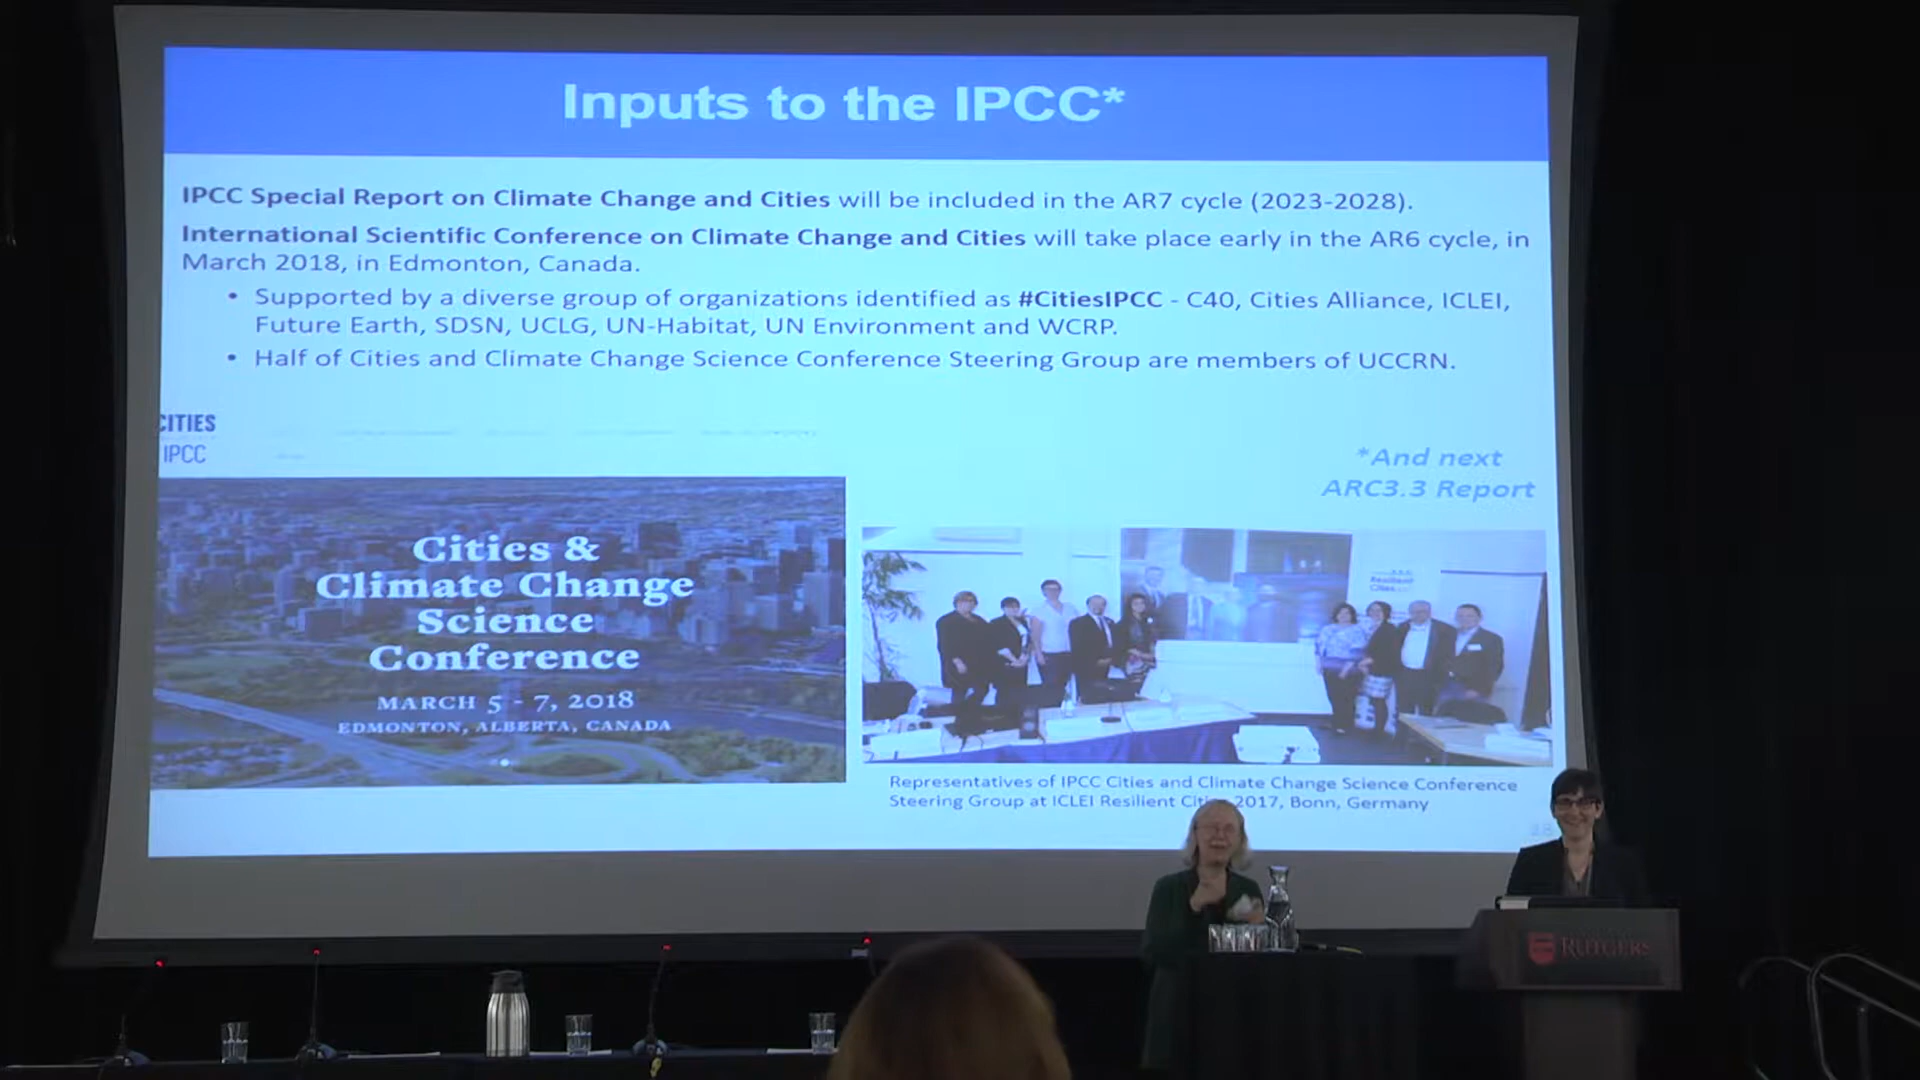 Inputs to the IPCC*
IPCC Special Report on Climate Change and Cities will be included in the AR7 cycle (2023-2028).
International Scientific Conference on Climate Change and Cities will take place early in the AR6 cycle, in
March 2018, in Edmonton, Canada.
• Supported by a diverse group of organizations identified as #CitiesIPCC - C40, Cities Alliance, ICLEI,
Future Earth, SDSN, UCLG, UN-Habitat, UN Environment and WCRP.
• Half of Cities and Climate Change Science Conference Steering Group are members of UCCRN.
CITIES
IPCC
*And next
ARC3.3 Report
Cities &
Climate Change
Science
Conference
MARCH 5 - 7, 2018
EDMONTON, ALBERTA, CANADA
Resilient
Cities
Representatives of IPCC Cities and Climate Change Science Conference
Steering Group at ICLEI Resilient Cit 2017, Bonn, Germany
RUTGERS